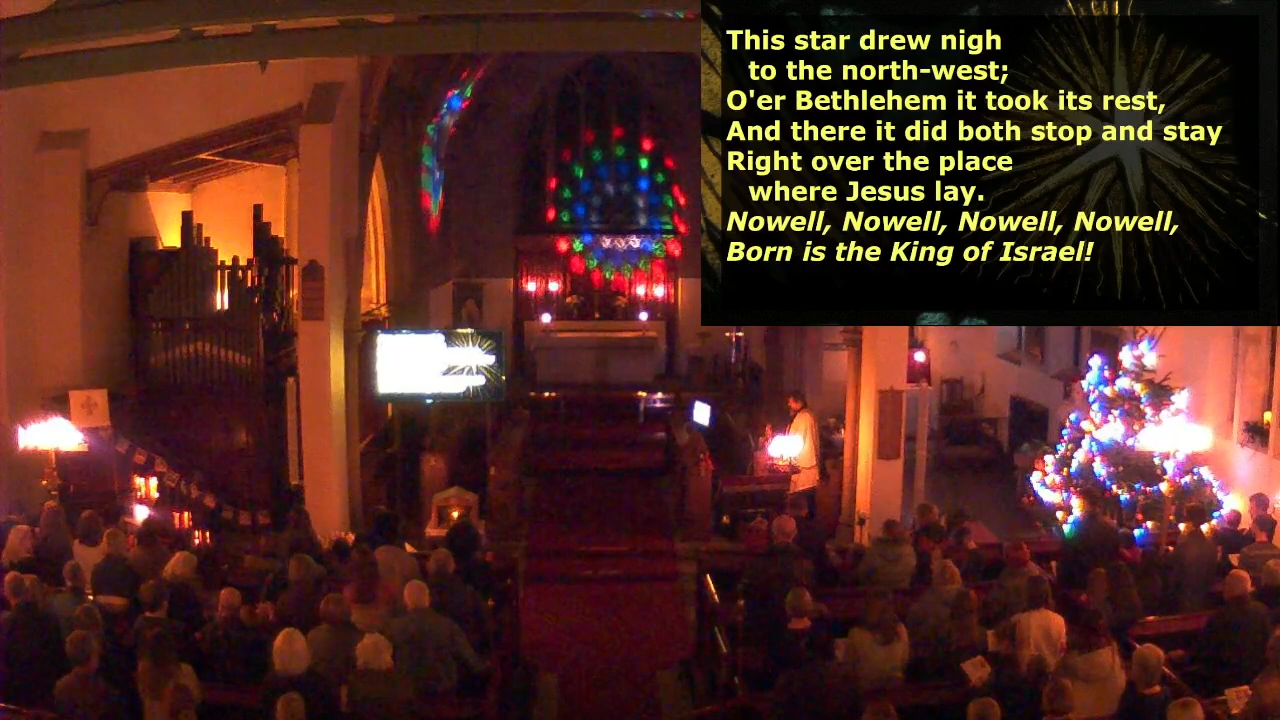 This star drew nigh
to the north-west;
O'er Bethlehem it took its rest,
And there it did both stop and stay
Right over the place
where Jesus lay.
Nowell, Nowell, Nowell, Nowell,
Born is the King of Israel!